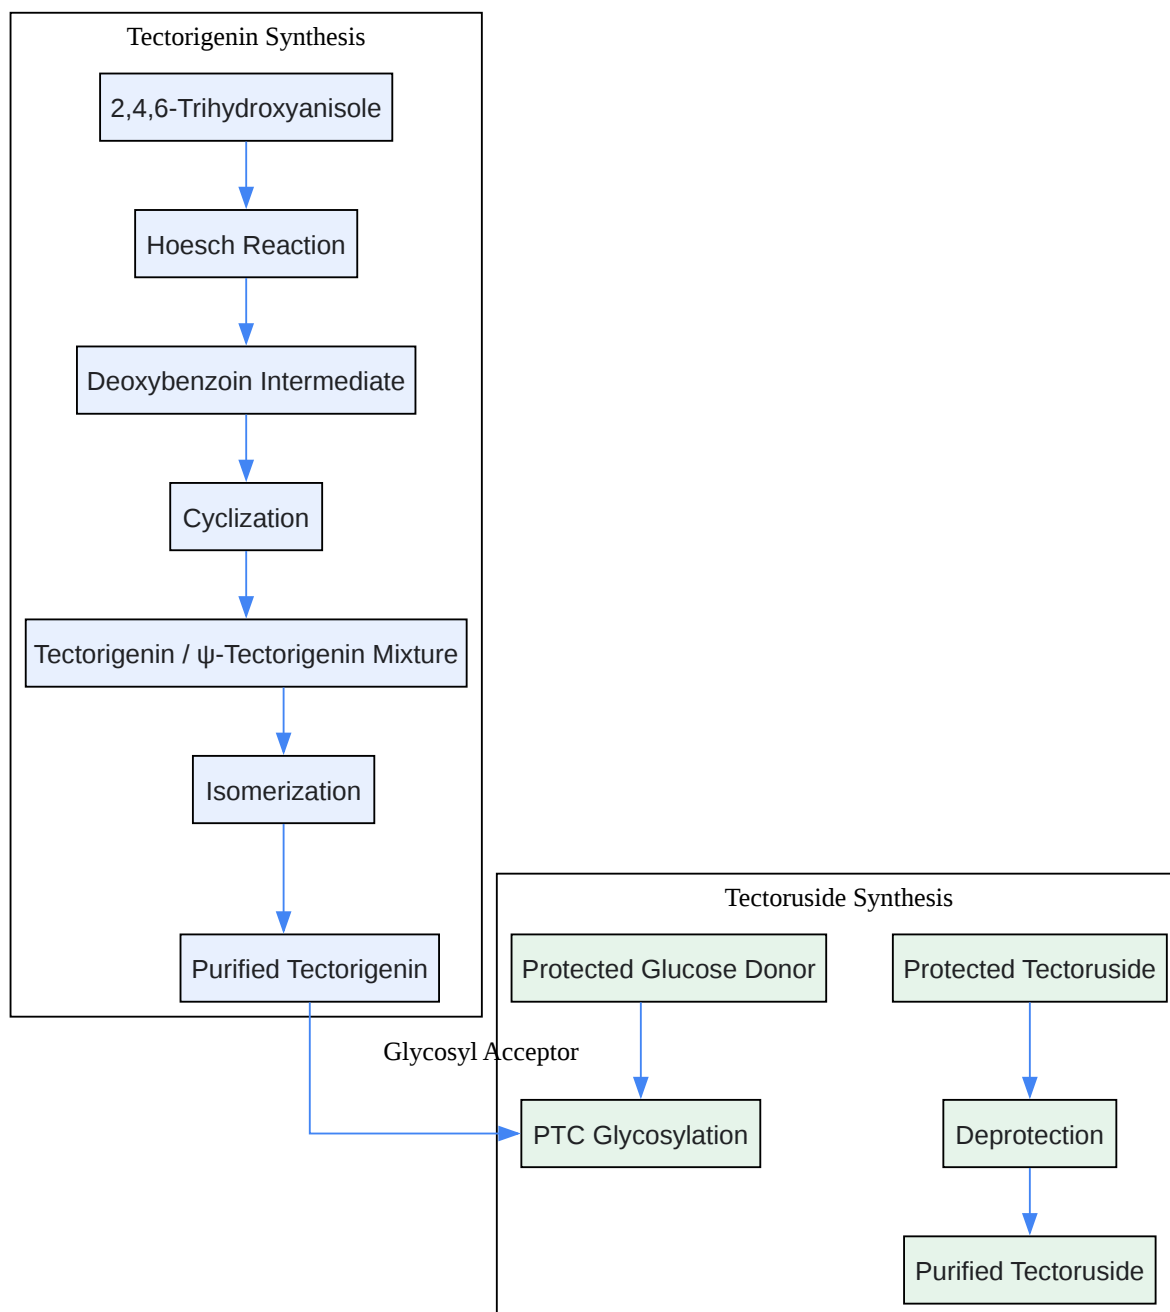 Tectorigenin Synthesis
2,4,6-Trihydroxyanisole
Hoesch Reaction
Deoxybenzoin Intermediate
Cyclization
Tectorigenin / ψ-Tectorigenin Mixture
Isomerization
Purified Tectorigenin
Glycosyl Acceptor
Tectoruside Synthesis
Protected Glucose Donor
PTC Glycosylation
Protected Tectoruside
Deprotection
Purified Tectoruside